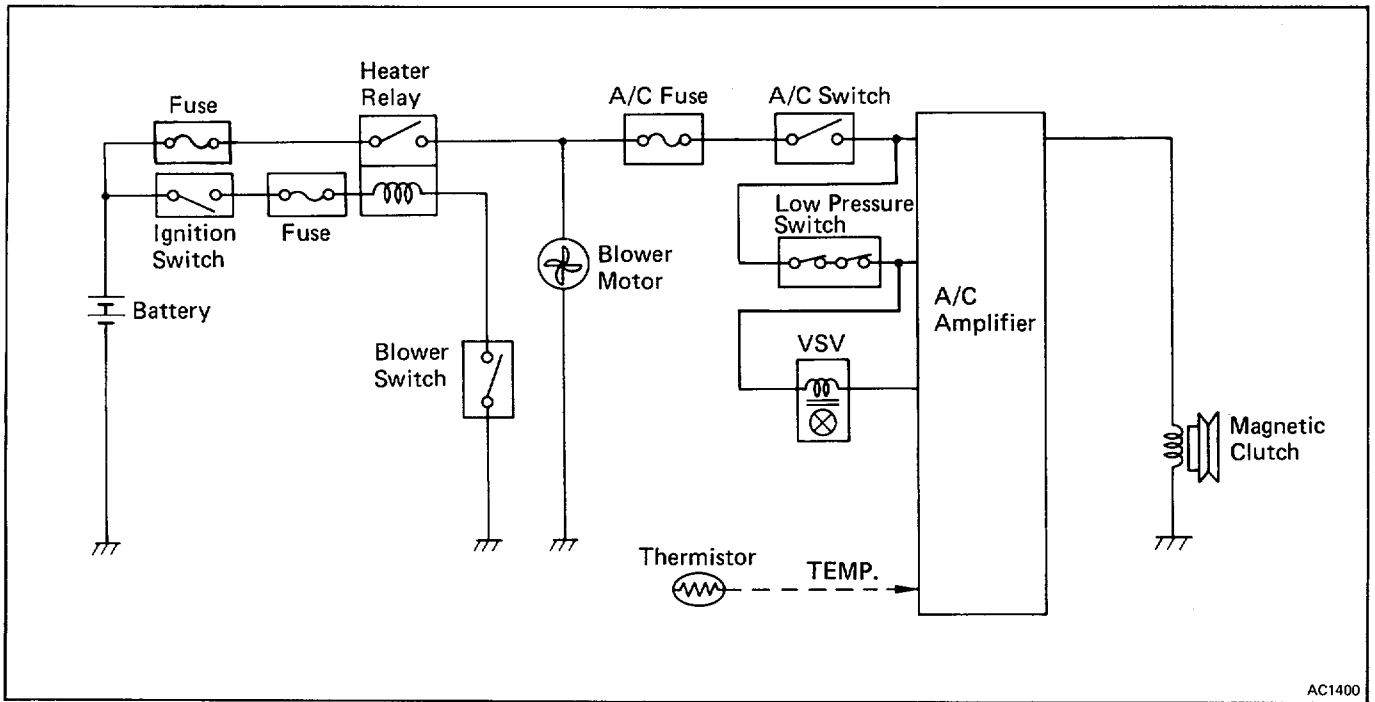 Heater
Relay
Fuse
A/C Fuse
A/C Switch
Ignition
Switch
Fuse
Low Pressure
Switch
Battery
Blower
Motor
A/C
Amplifier
Blower
Switch
VSV
Magnetic
Clutch
Thermistor
TEMP.
AC1400